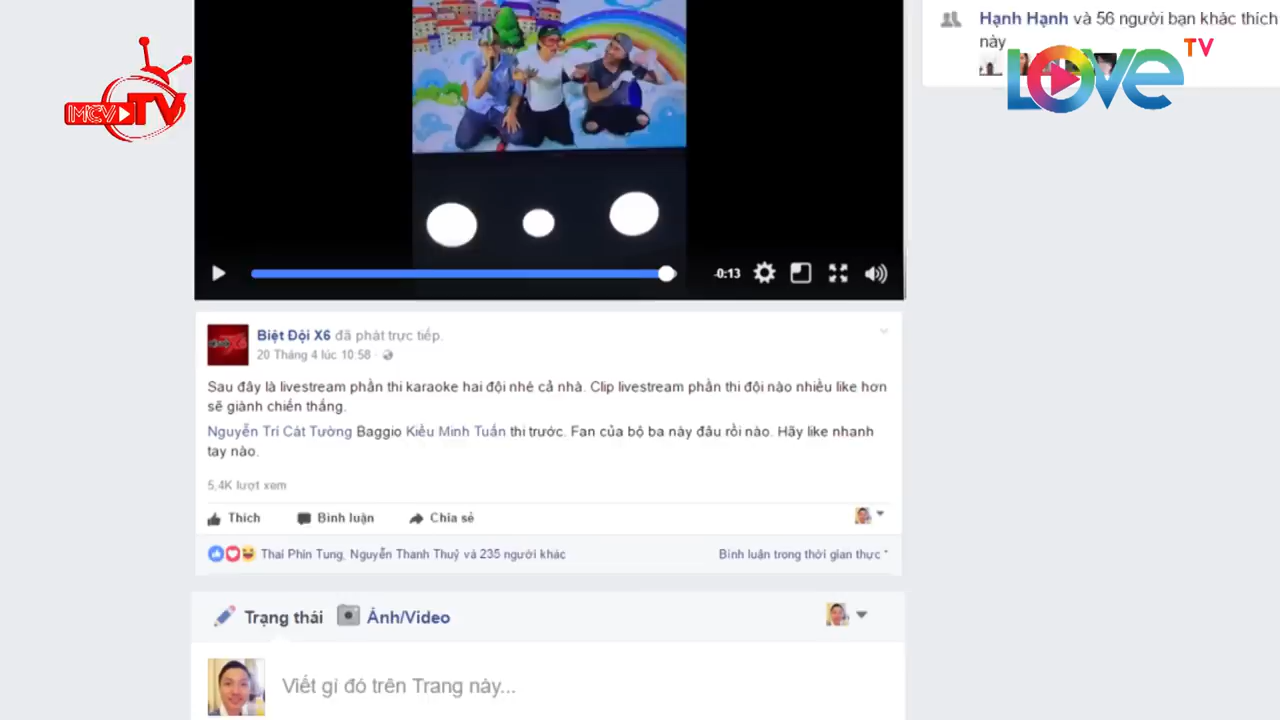 Hạnh Hạnh và 56 người bạn khác thích
này
IMCV TV
LOVE TV
-0:13
Biệt Đội X6 đã phát trực tiếp.
20 Tháng 4 lúc 10:58 ·
Sau đây là livestream phần thi karaoke hai đội nhé cả nhà. Clip livestream phần thi đội nào nhiều like hơn
sẽ giành chiến thắng.
Nguyễn Trí Cát Tường Baggio Kiều Minh Tuấn thi trước. Fan của bộ ba này đâu rồi nào. Hãy like nhanh
tay nào.
5,4K lượt xem
Thích Bình luận Chia sẻ
Thai Phin Tung, Nguyễn Thanh Thuỷ và 235 người khác Bình luận trong thời gian thực
Trạng thái Ảnh/Video
Viết gì đó trên Trang này...